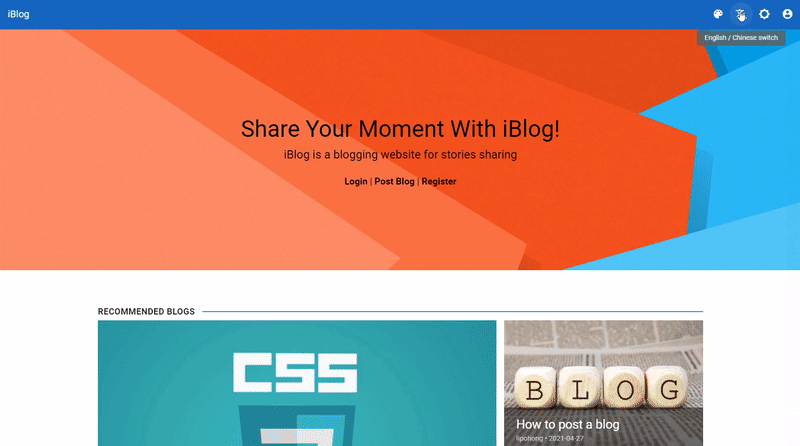 iBlog
English / Chinese switch
Share Your Moment With iBlog!
iBlog is a blogging website for stories sharing
Login | Post Blog | Register
RECOMMENDED BLOGS
CSS
BLOG
How to post a blog
lipohong • 2021-04-27